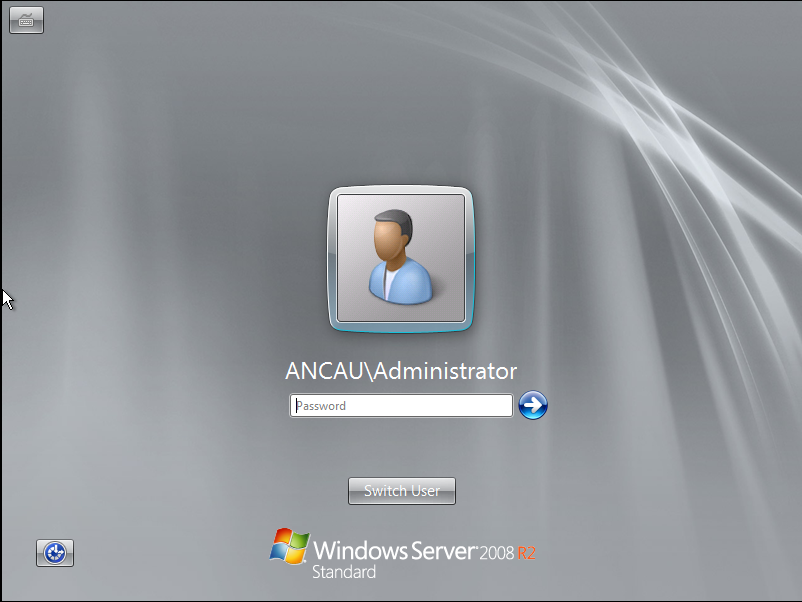 ANCAU\Administrator
Password
Switch User
Windows Server 2008 R2
Standard